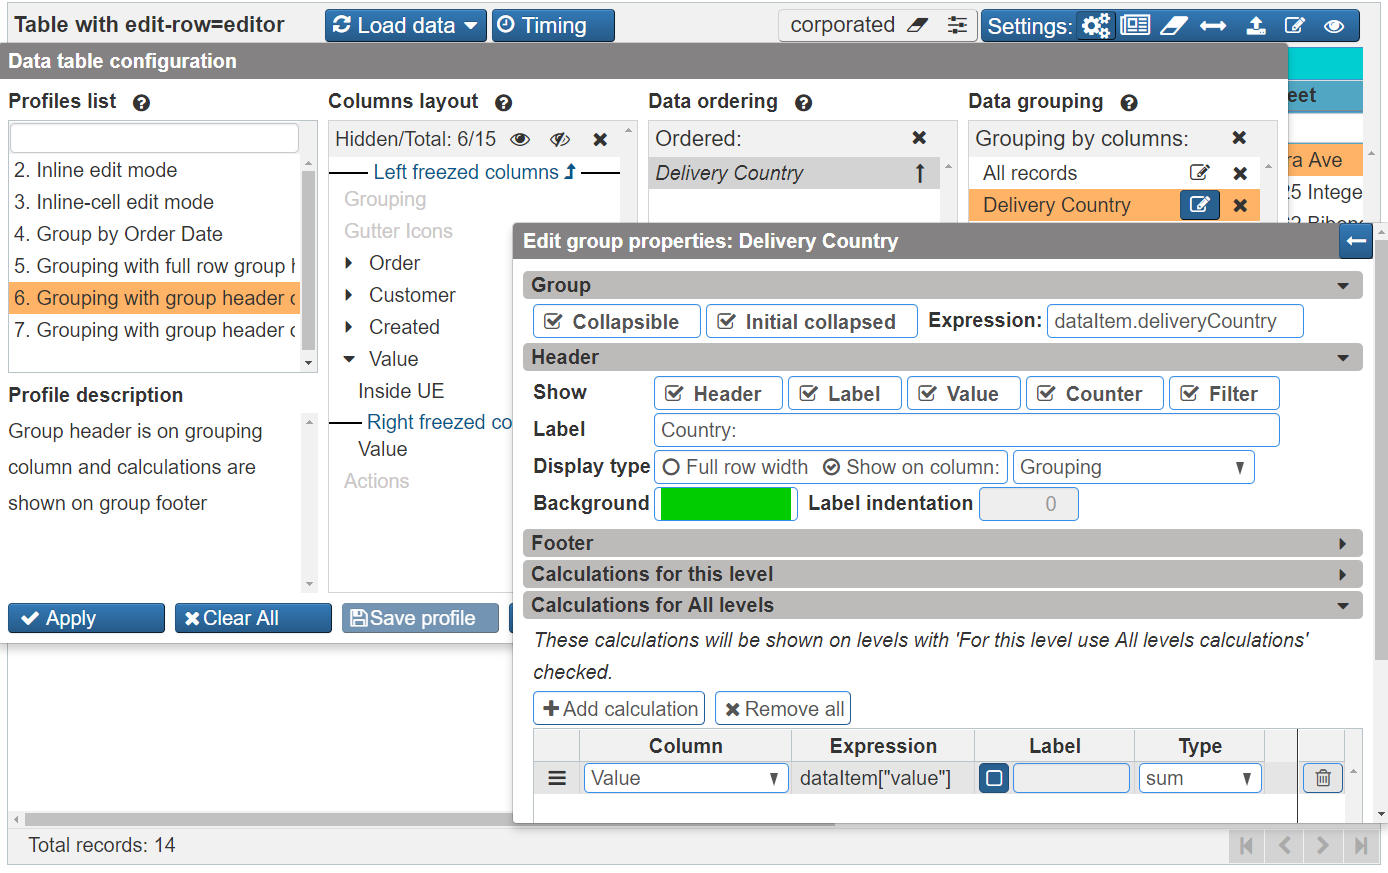 Table with edit-row=editor
Load data
Timing
corporated
Settings:
Data table configuration
eet
Profiles list
Columns layout
Data ordering
Data grouping
Hidden/Total: 6/15
Ordered:
Grouping by columns:
ra Ave
2. Inline edit mode
Left freezed columns
Delivery Country
All records
25 Intege
3. Inline-cell edit mode
Grouping
Delivery Country
4. Group by Order Date
Gutter Icons
Edit group properties: Delivery Country
5. Grouping with full row group
Order
Group
6. Grouping with group header
Customer
Collapsible
Initial collapsed
Expression:
dataItem.deliveryCountry
7. Grouping with group header
Created
Header
Value
Show
Header
Label
Value
Counter
Filter
Profile description
Inside UE
Label
Country:
Group header is on grouping
column and calculations are
shown on group footer
Right freezed co
Value
Display type
Full row width
Show on column:
Grouping
Actions
Background
Label indentation
0
Footer
Calculations for this level
Calculations for All levels
Apply
Clear All
Save profile
These calculations will be shown on levels with 'For this level use All levels calculations'
checked.
Add calculation
Remove all
Column
Expression
Label
Type
Value
dataItem["value"]
sum
Total records: 14